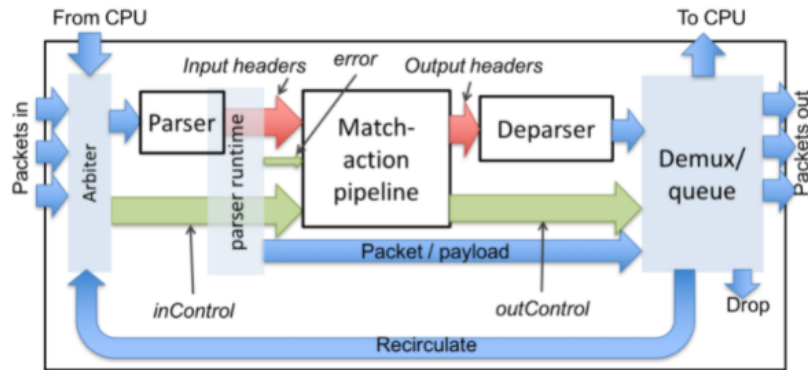 From CPU
To CPU
Input headers
error
Output headers
Packets in
Arbiter
Parser
parser runtime
Match-
action
pipeline
Deparser
Demux/
queue
Packets out
Packet / payload
inControl
outControl
Drop
Recirculate